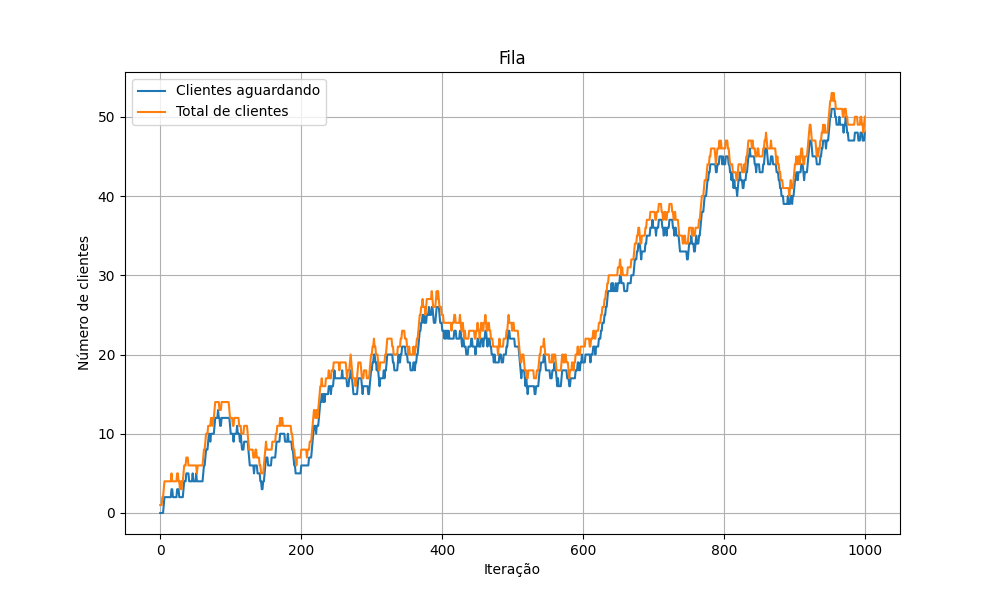 Fila
Clientes aguardando
Total de clientes
50
40
30
20
10
0
Número de clientes
0 200 400 600 800 1000
Iteração